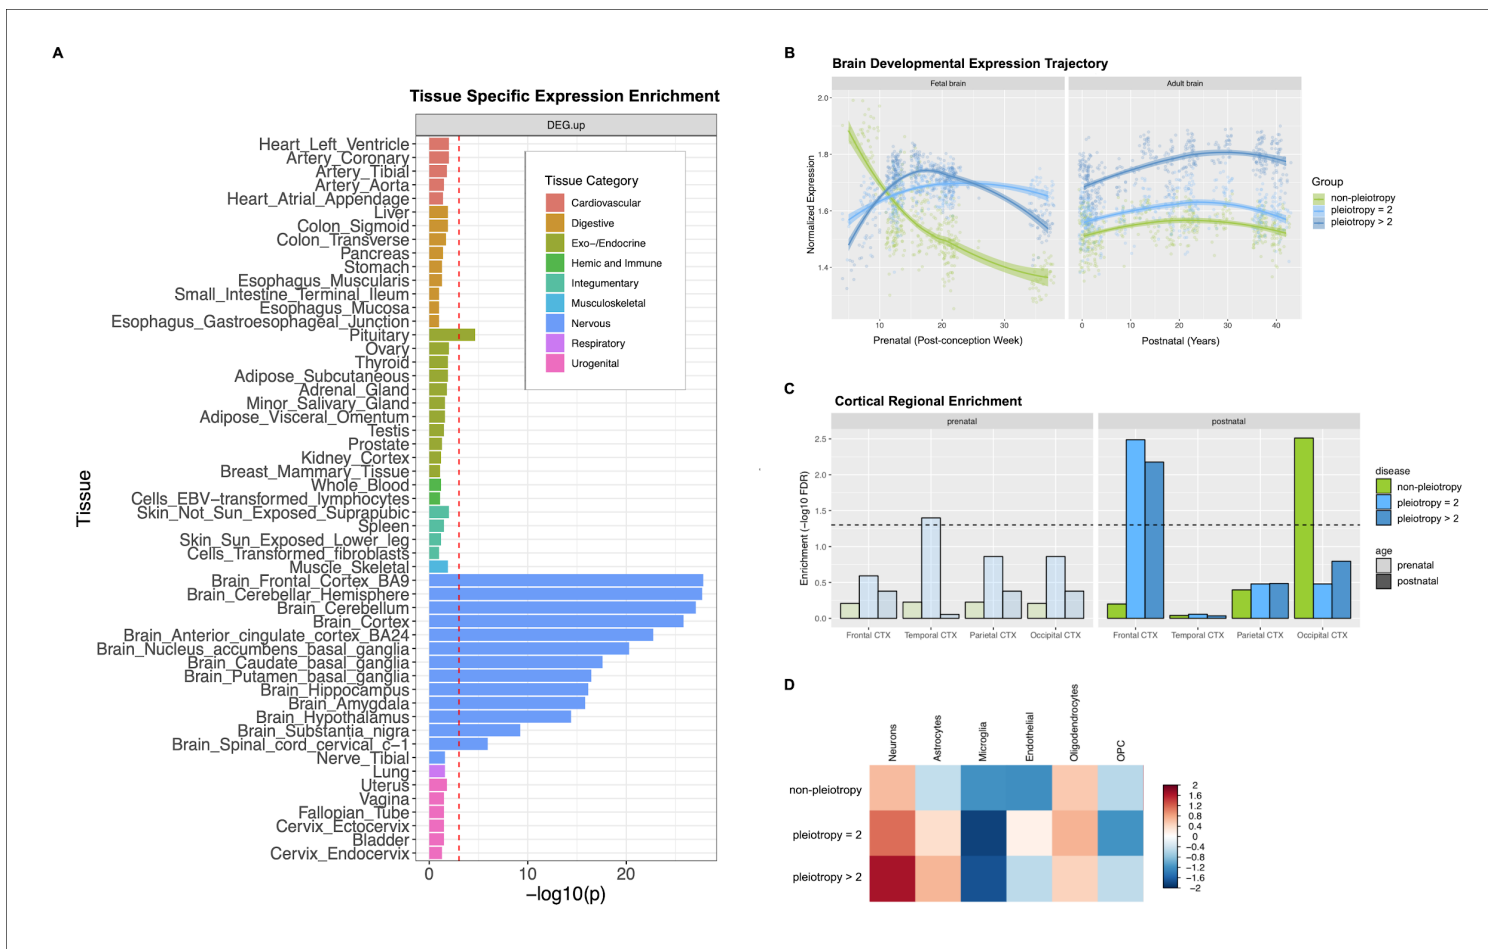 A
Tissue Specific Expression Enrichment
DEG.up
Tissue
Heart_Left_Ventricle
Artery_Coronary
Artery_Tibial
Artery_Aorta
Heart_Atrial_Appendage
Liver
Colon_Sigmoid
Colon_Transverse
Pancreas
Stomach
Esophagus_Muscularis
Small_Intestine_Terminal_Ileum
Esophagus_Mucosa
Esophagus_Gastroesophageal_Junction
Pituitary
Ovary
Thyroid
Adipose_Subcutaneous
Adrenal_Gland
Minor_Salivary_Gland
Adipose_Visceral_Omentum
Testis
Prostate
Kidney_Cortex
Breast_Mammary_Tissue
Whole_Blood
Cells_EBV−transformed_lymphocytes
Skin_Not_Sun_Exposed_Suprapubic
Spleen
Skin_Sun_Exposed_Lower_leg
Cells_Transformed_fibroblasts
Muscle_Skeletal
Brain_Frontal_Cortex_BA9
Brain_Cerebellar_Hemisphere
Brain_Cerebellum
Brain_Cortex
Brain_Anterior_cingulate_cortex_BA24
Brain_Nucleus_accumbens_basal_ganglia
Brain_Caudate_basal_ganglia
Brain_Putamen_basal_ganglia
Brain_Hippocampus
Brain_Amygdala
Brain_Hypothalamus
Brain_Substantia_nigra
Brain_Spinal_cord_cervical_c−1
Nerve_Tibial
Lung
Uterus
Vagina
Fallopian_Tube
Cervix_Ectocervix
Bladder
Cervix_Endocervix
0 10 20
−log10(p)
Tissue Category
Cardiovascular
Digestive
Exo−/Endocrine
Hemic and Immune
Integumentary
Musculoskeletal
Nervous
Respiratory
Urogenital
B
Brain Developmental Expression Trajectory
Fetal brain Adult brain
Normalized Expression
2.0
1.8
1.6
1.4
10 20 30 0 10 20 30 40
Prenatal (Post-conception Week) Postnatal (Years)
Group
non-pleiotropy
pleiotropy = 2
pleiotropy > 2
C
Cortical Regional Enrichment
prenatal postnatal
Enrichment (−log10 FDR)
2.5
2.0
1.5
1.0
0.5
0.0
Frontal CTX Temporal CTX Parietal CTX Occipital CTX Frontal CTX Temporal CTX Parietal CTX Occipital CTX
disease
non-pleiotropy
pleiotropy = 2
pleiotropy > 2
age
prenatal
postnatal
D
Neurons Astrocytes Microglia Endothelial Oligodendrocytes OPC
non-pleiotropy
pleiotropy = 2
pleiotropy > 2
2
1.6
1.2
0.8
0.4
0
−0.4
−0.8
−1.2
−1.6
−2